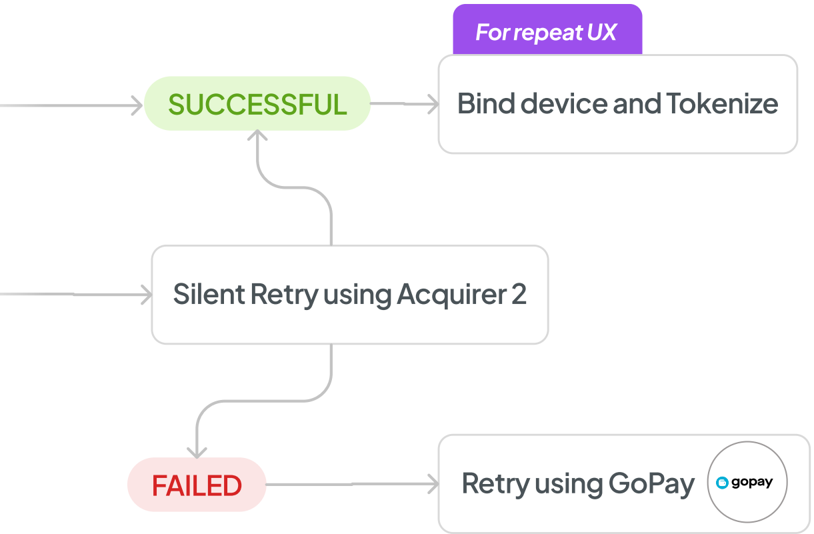 For repeat UX
SUCCESSFUL
Bind device and Tokenize
Silent Retry using Acquirer 2
FAILED
Retry using GoPay
gopay